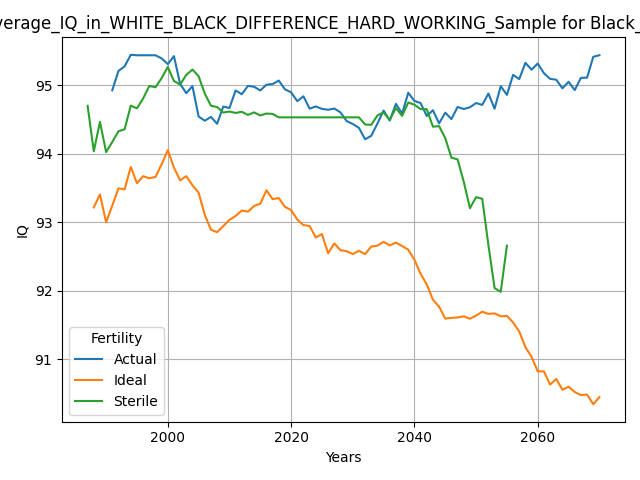 verage_IQ_in_WHITE_BLACK_DIFFERENCE_HARD_WORKING_Sample for Black_
95
94
93
92
91
IQ
Fertility
Actual
Ideal
Sterile
2000 2020 2040 2060
Years